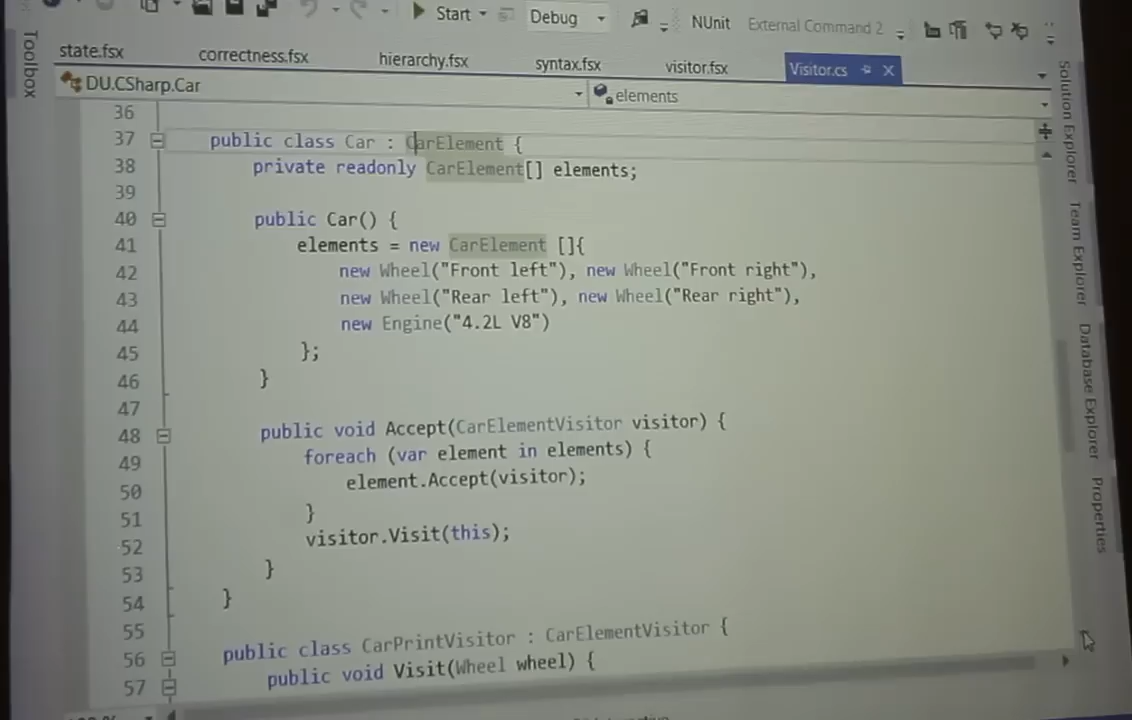 Start Debug NUnit External Command 2
state.fsx correctness.fsx hierarchy.fsx syntax.fsx visitor.fsx Visitor.cs
DU.CSharp.Car elements
36
37 public class Car : CarElement {
38 private readonly CarElement[] elements;
39
40 public Car() {
41 elements = new CarElement []{
42 new Wheel("Front left"), new Wheel("Front right"),
43 new Wheel("Rear left"), new Wheel("Rear right"),
44 new Engine("4.2L V8")
45 };
46 }
47
48 public void Accept(CarElementVisitor visitor) {
49 foreach (var element in elements) {
50 element.Accept(visitor);
51 }
52 visitor.Visit(this);
53 }
54 }
55
56 public class CarPrintVisitor : CarElementVisitor {
57 public void Visit(Wheel wheel) {
Toolbox
Solution Explorer
Team Explorer
Database Explorer
Properties